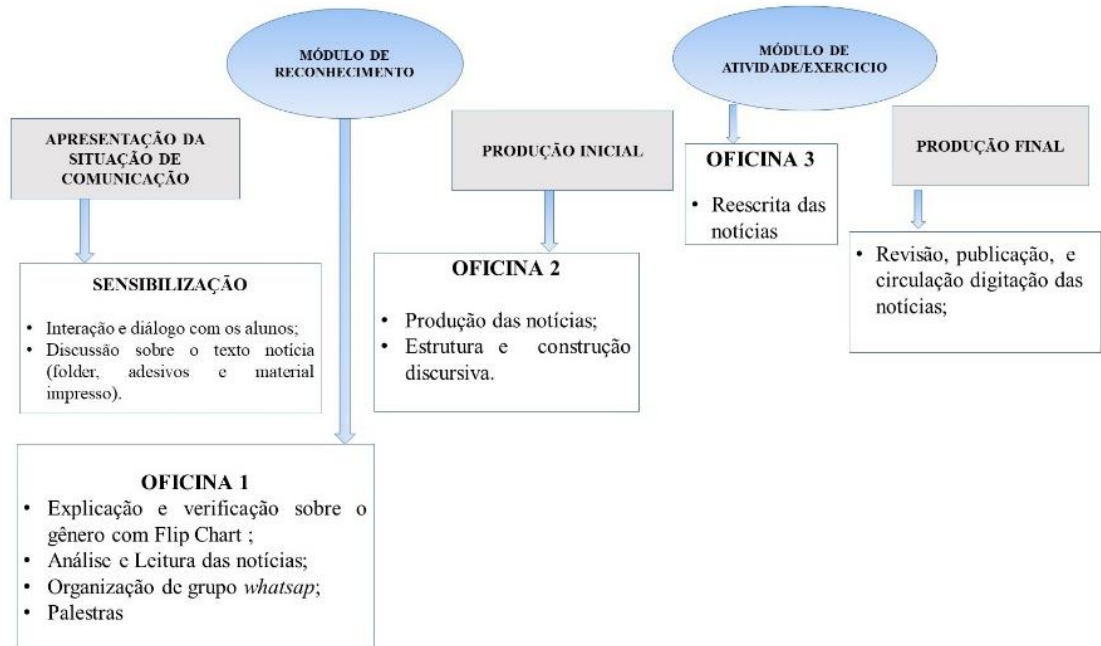 MÓDULO DE
RECONHECIMENTO
MÓDULO DE
ATIVIDADE/EXERCICIO
APRESENTAÇÃO DA
SITUAÇÃO DE
COMUNICAÇÃO
PRODUÇÃO INICIAL
PRODUÇÃO FINAL
SENSIBILIZAÇÃO
• Interação e diálogo com os alunos;
• Discussão sobre o texto notícia
(folder, adesivos e material
impresso).
OFICINA 1
• Explicação e verificação sobre o
gênero com Flip Chart ;
• Análise e Leitura das notícias;
• Organização de grupo whatsap;
• Palestras
OFICINA 2
• Produção das notícias;
• Estrutura e construção
discursiva.
OFICINA 3
• Reescrita das
notícias
• Revisão, publicação, e
circulação digitação das
notícias;